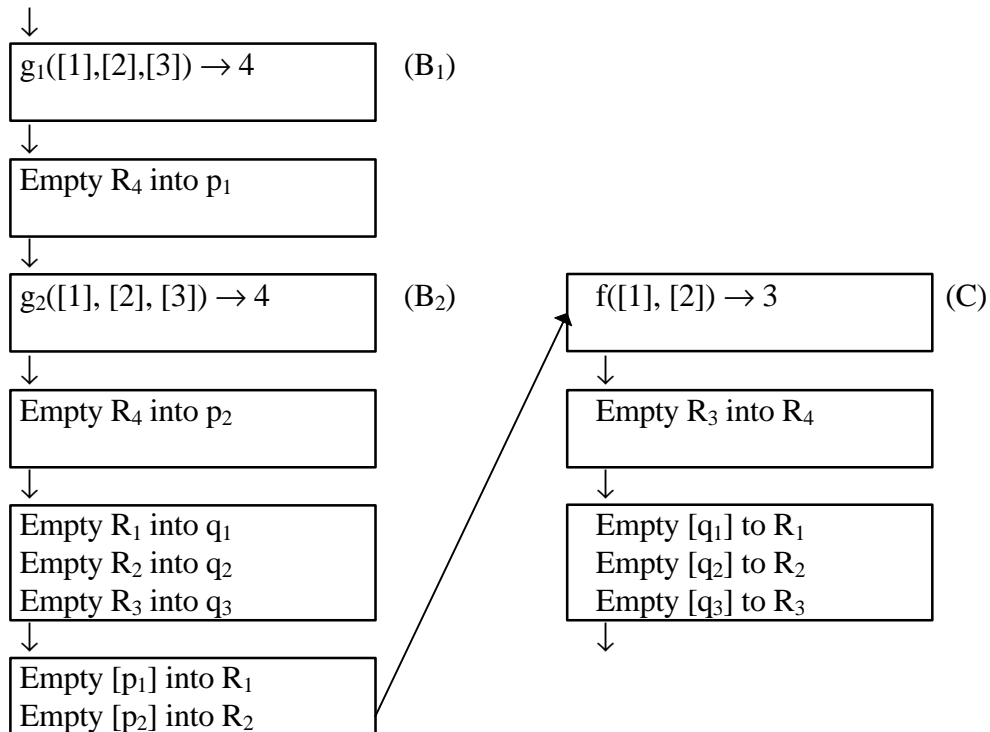 ↓
g₁([1],[2],[3]) → 4 (B₁)
↓
Empty R₄ into p₁
↓
g₂([1], [2], [3]) → 4 (B₂)
↓
Empty R₄ into p₂
↓
Empty R₁ into q₁
Empty R₂ into q₂
Empty R₃ into q₃
↓
Empty [p₁] into R₁
Empty [p₂] into R₂
f([1], [2]) → 3 (C)
↓
Empty R₃ into R₄
↓
Empty [q₁] to R₁
Empty [q₂] to R₂
Empty [q₃] to R₃
↓